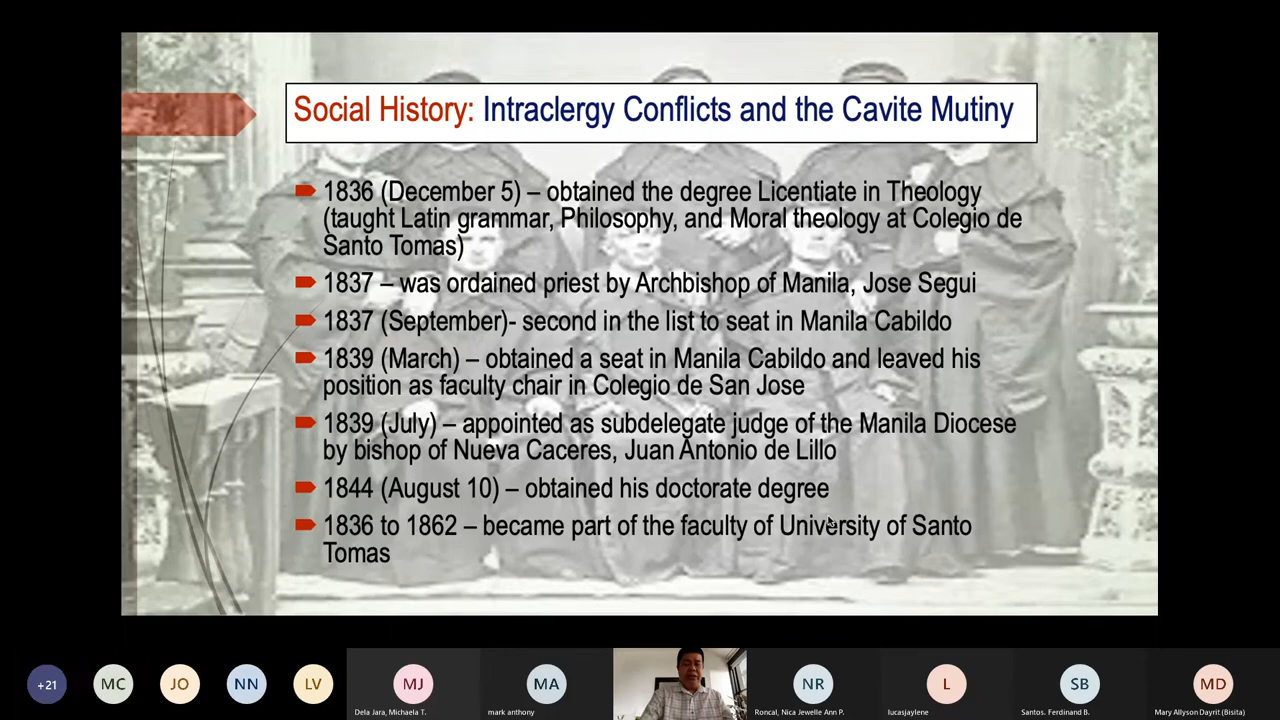 Social History: Intraclergy Conflicts and the Cavite Mutiny
1836 (December 5) – obtained the degree Licentiate in Theology
(taught Latin grammar, Philosophy, and Moral theology at Colegio de
Santo Tomas)
1837 – was ordained priest by Archbishop of Manila, Jose Segui
1837 (September)- second in the list to seat in Manila Cabildo
1839 (March) – obtained a seat in Manila Cabildo and leaved his
position as faculty chair in Colegio de San Jose
1839 (July) – appointed as subdelegate judge of the Manila Diocese
by bishop of Nueva Caceres, Juan Antonio de Lillo
1844 (August 10) – obtained his doctorate degree
1836 to 1862 – became part of the faculty of University of Santo
Tomas
+21 MC JO NN LV MJ MA NR L SB MD
Dela Jara, Michaela T. mark anthony Roncal, Nica Jewelle Ann P. lucasjaylene Santos. Ferdinand B. Mary Allyson Dayrit (Bisita)